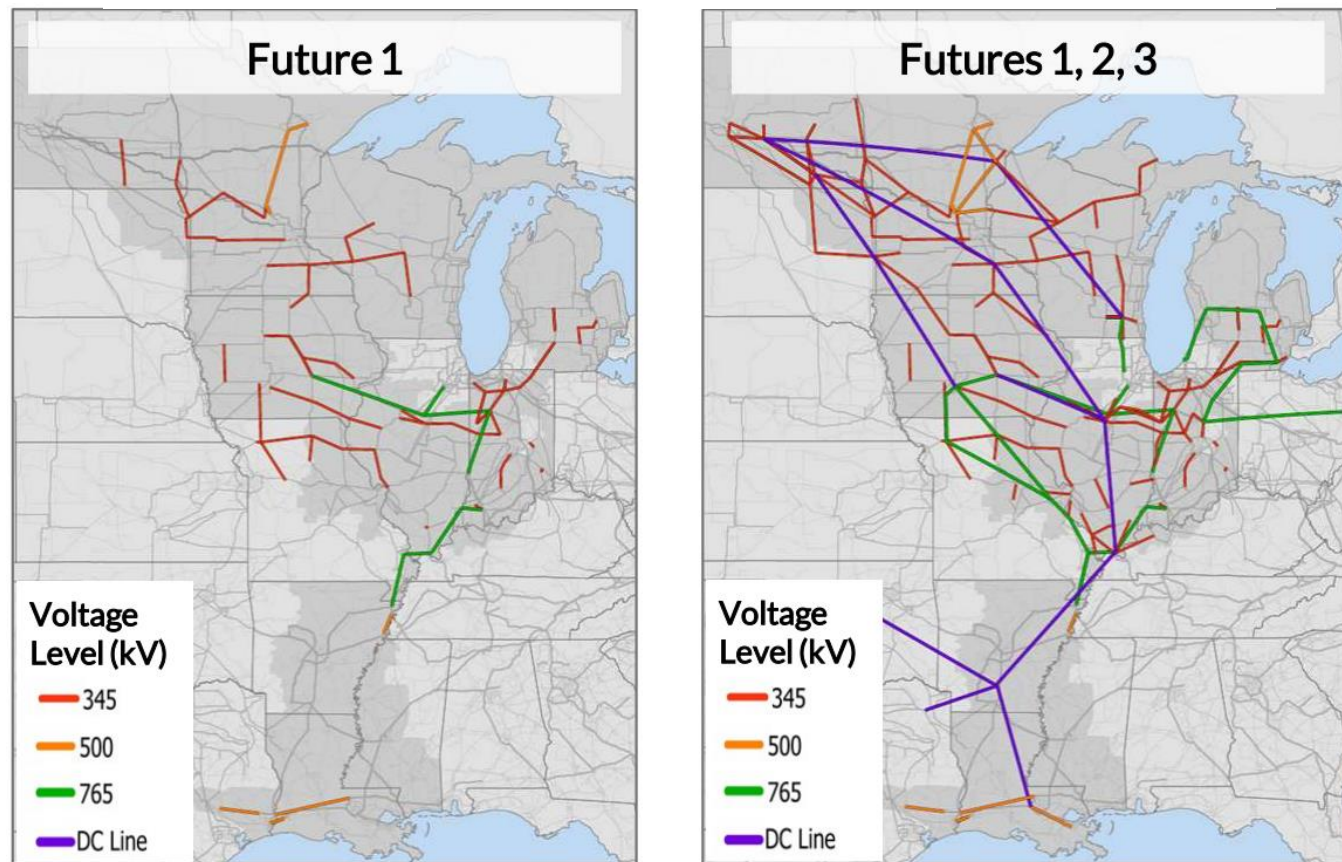 Future 1
Voltage
Level (kV)
345
500
765
DC Line
Futures 1, 2, 3
Voltage
Level (kV)
345
500
765
DC Line